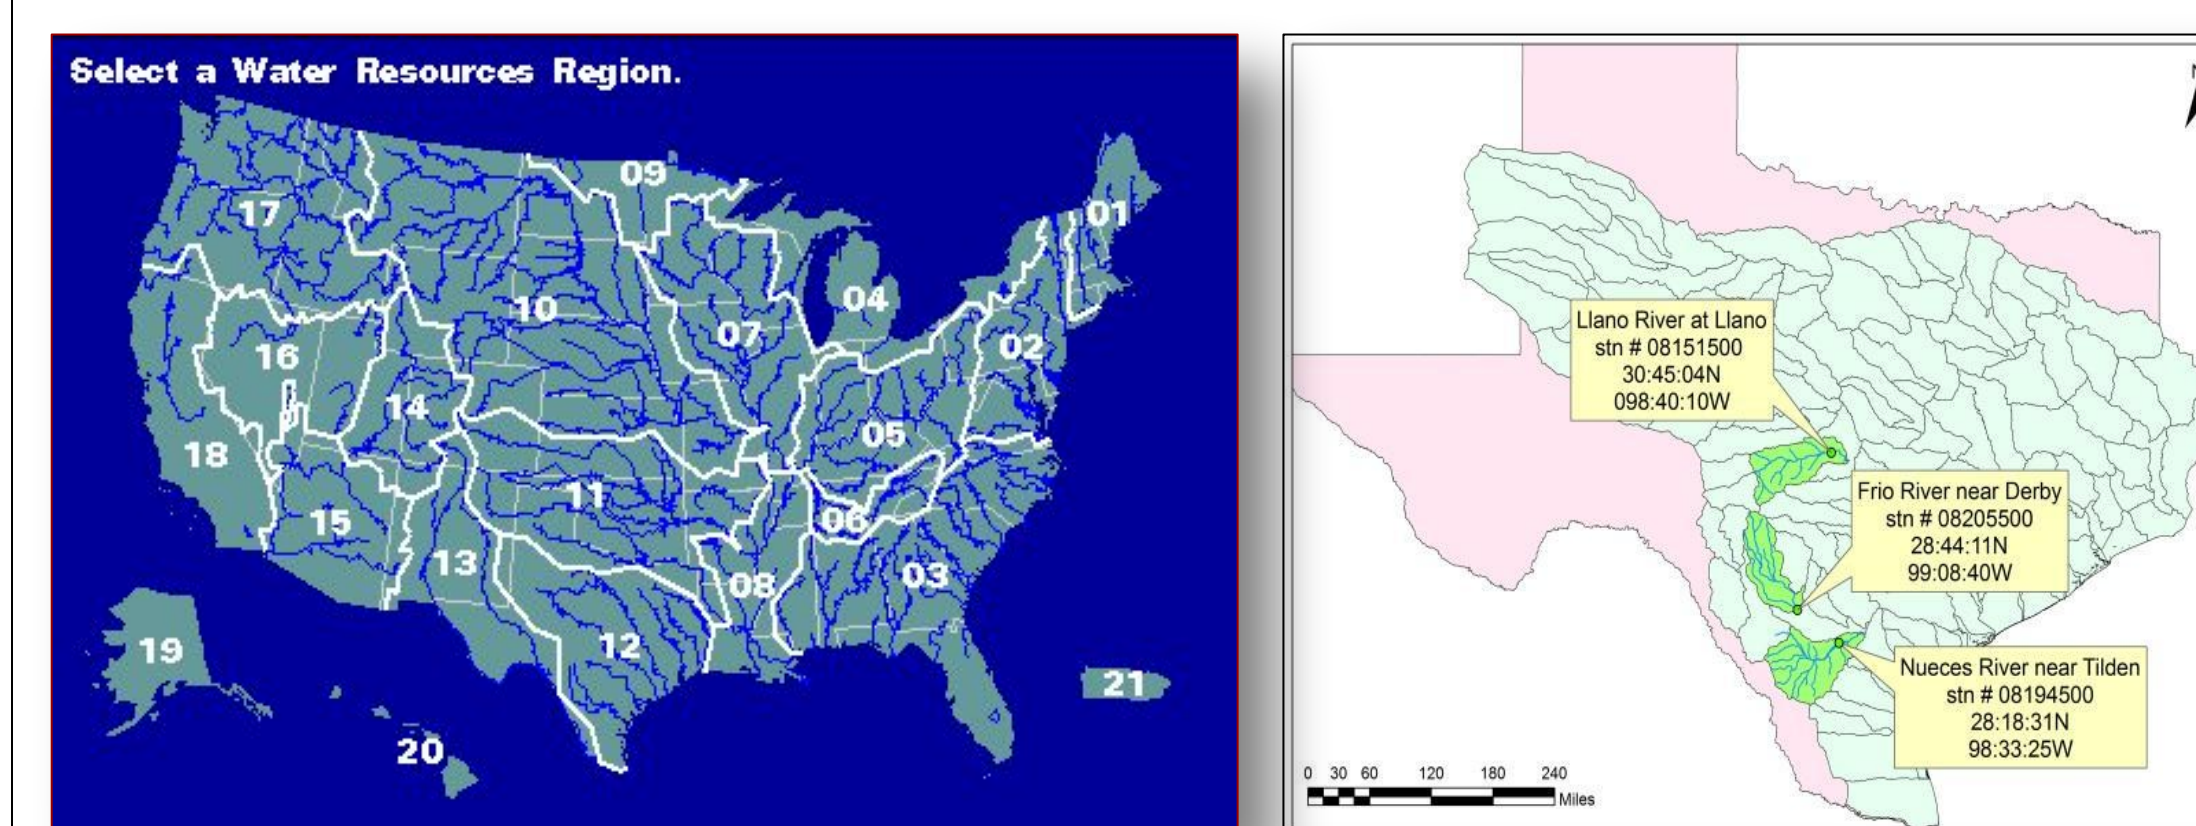 Select a Water Resources Region.
09
01
17
04
10
07
02
16
14
05
18
11
15
06
13
03
08
12
19
21
20
N
Llano River at Llano
stn # 08151500
30:45:04N
098:40:10W
Frio River near Derby
stn # 08205500
28:44:11N
99:08:40W
Nueces River near Tilden
stn # 08194500
28:18:31N
98:33:25W
0 30 60 120 180 240
Miles